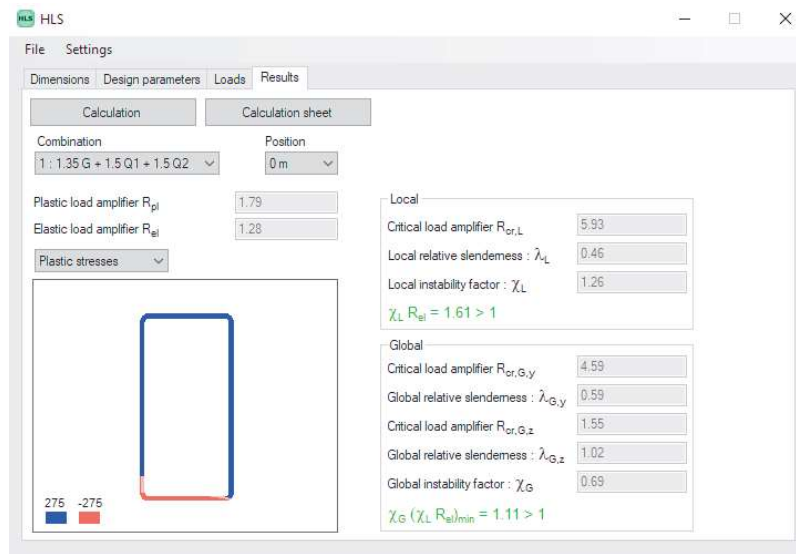 HLS HLS
File Settings
Dimensions Design parameters Loads Results
Calculation Calculation sheet
Combination Position
1 : 1.35 G + 1.5 Q1 + 1.5 Q2 0 m
Plastic load amplifier Rpl 1.79
Elastic load amplifier Rel 1.28
Plastic stresses
275 -275
Local
Critical load amplifier Rcr,L 5.93
Local relative slenderness : λL 0.46
Local instability factor : χL 1.26
χL Rel = 1.61 > 1
Global
Critical load amplifier Rcr,G,y 4.59
Global relative slenderness : λG,y 0.59
Critical load amplifier Rcr,G,z 1.55
Global relative slenderness : λG,z 1.02
Global instability factor : χG 0.69
χG (χL Rel)min = 1.11 > 1